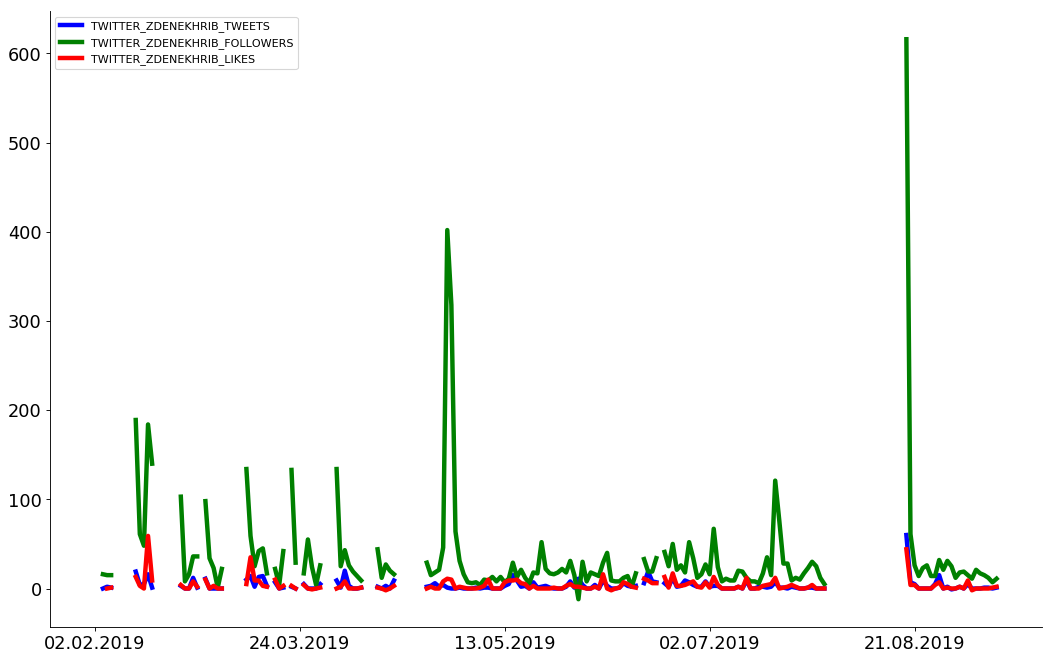 TWITTER_ZDENEKHRIB_TWEETS
TWITTER_ZDENEKHRIB_FOLLOWERS
TWITTER_ZDENEKHRIB_LIKES
600
500
400
300
200
100
0
02.02.2019 24.03.2019 13.05.2019 02.07.2019 21.08.2019